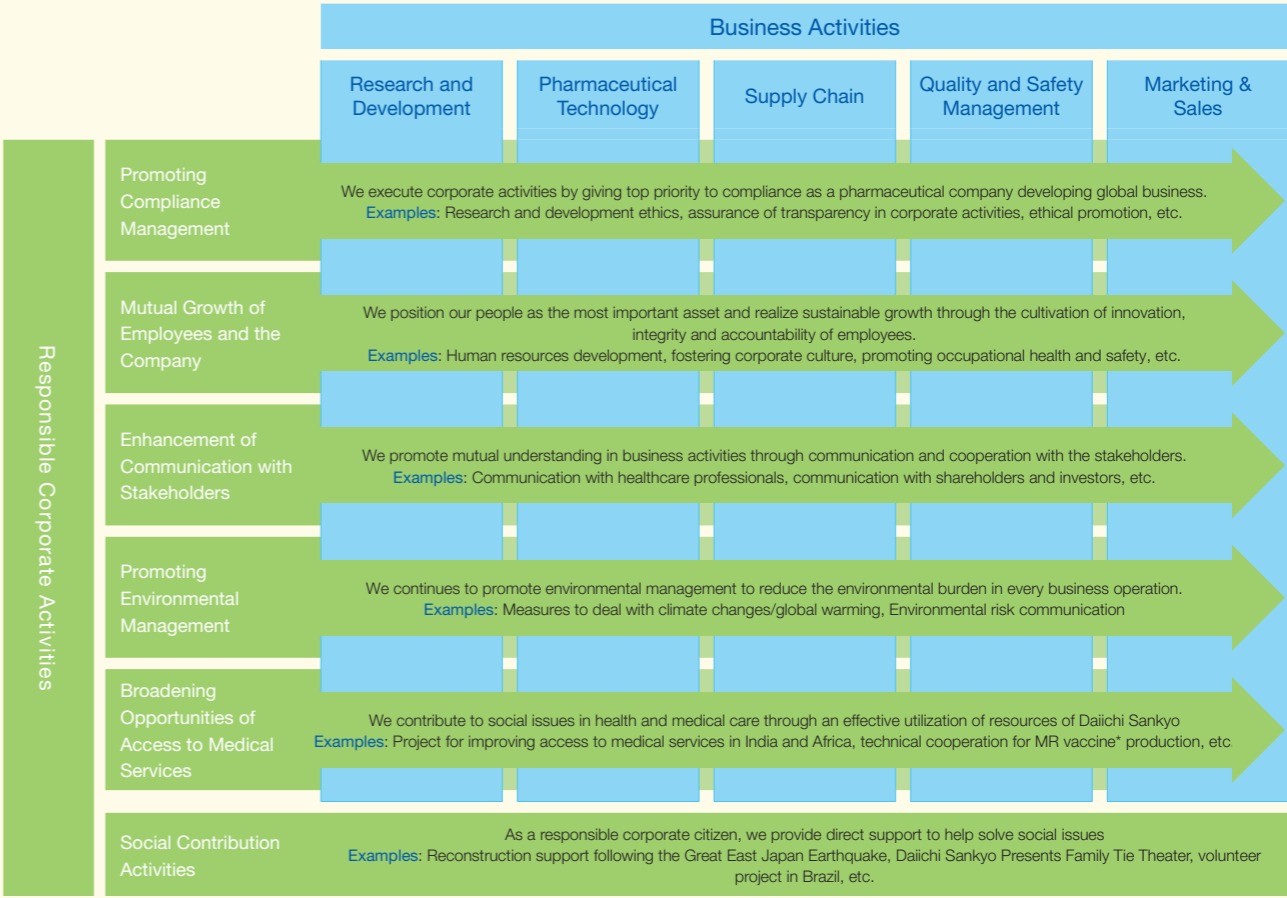 Business Activities
Research and
Development
Pharmaceutical
Technology
Supply Chain
Quality and Safety
Management
Marketing &
Sales
Responsible Corporate Activities
Promoting
Compliance
Management
We execute corporate activities by giving top priority to compliance as a pharmaceutical company developing global business.
Examples: Research and development ethics, assurance of transparency in corporate activities, ethical promotion, etc.
Mutual Growth of
Employees and the
Company
We position our people as the most important asset and realize sustainable growth through the cultivation of innovation,
integrity and accountability of employees.
Examples: Human resources development, fostering corporate culture, promoting occupational health and safety, etc.
Enhancement of
Communication with
Stakeholders
We promote mutual understanding in business activities through communication and cooperation with the stakeholders.
Examples: Communication with healthcare professionals, communication with shareholders and investors, etc.
Promoting
Environmental
Management
We continues to promote environmental management to reduce the environmental burden in every business operation.
Examples: Measures to deal with climate changes/global warming, Environmental risk communication
Broadening
Opportunities of
Access to Medical
Services
We contribute to social issues in health and medical care through an effective utilization of resources of Daiichi Sankyo
Examples: Project for improving access to medical services in India and Africa, technical cooperation for MR vaccine* production, etc.
Social Contribution
Activities
As a responsible corporate citizen, we provide direct support to help solve social issues
Examples: Reconstruction support following the Great East Japan Earthquake, Daiichi Sankyo Presents Family Tie Theater, volunteer
project in Brazil, etc.